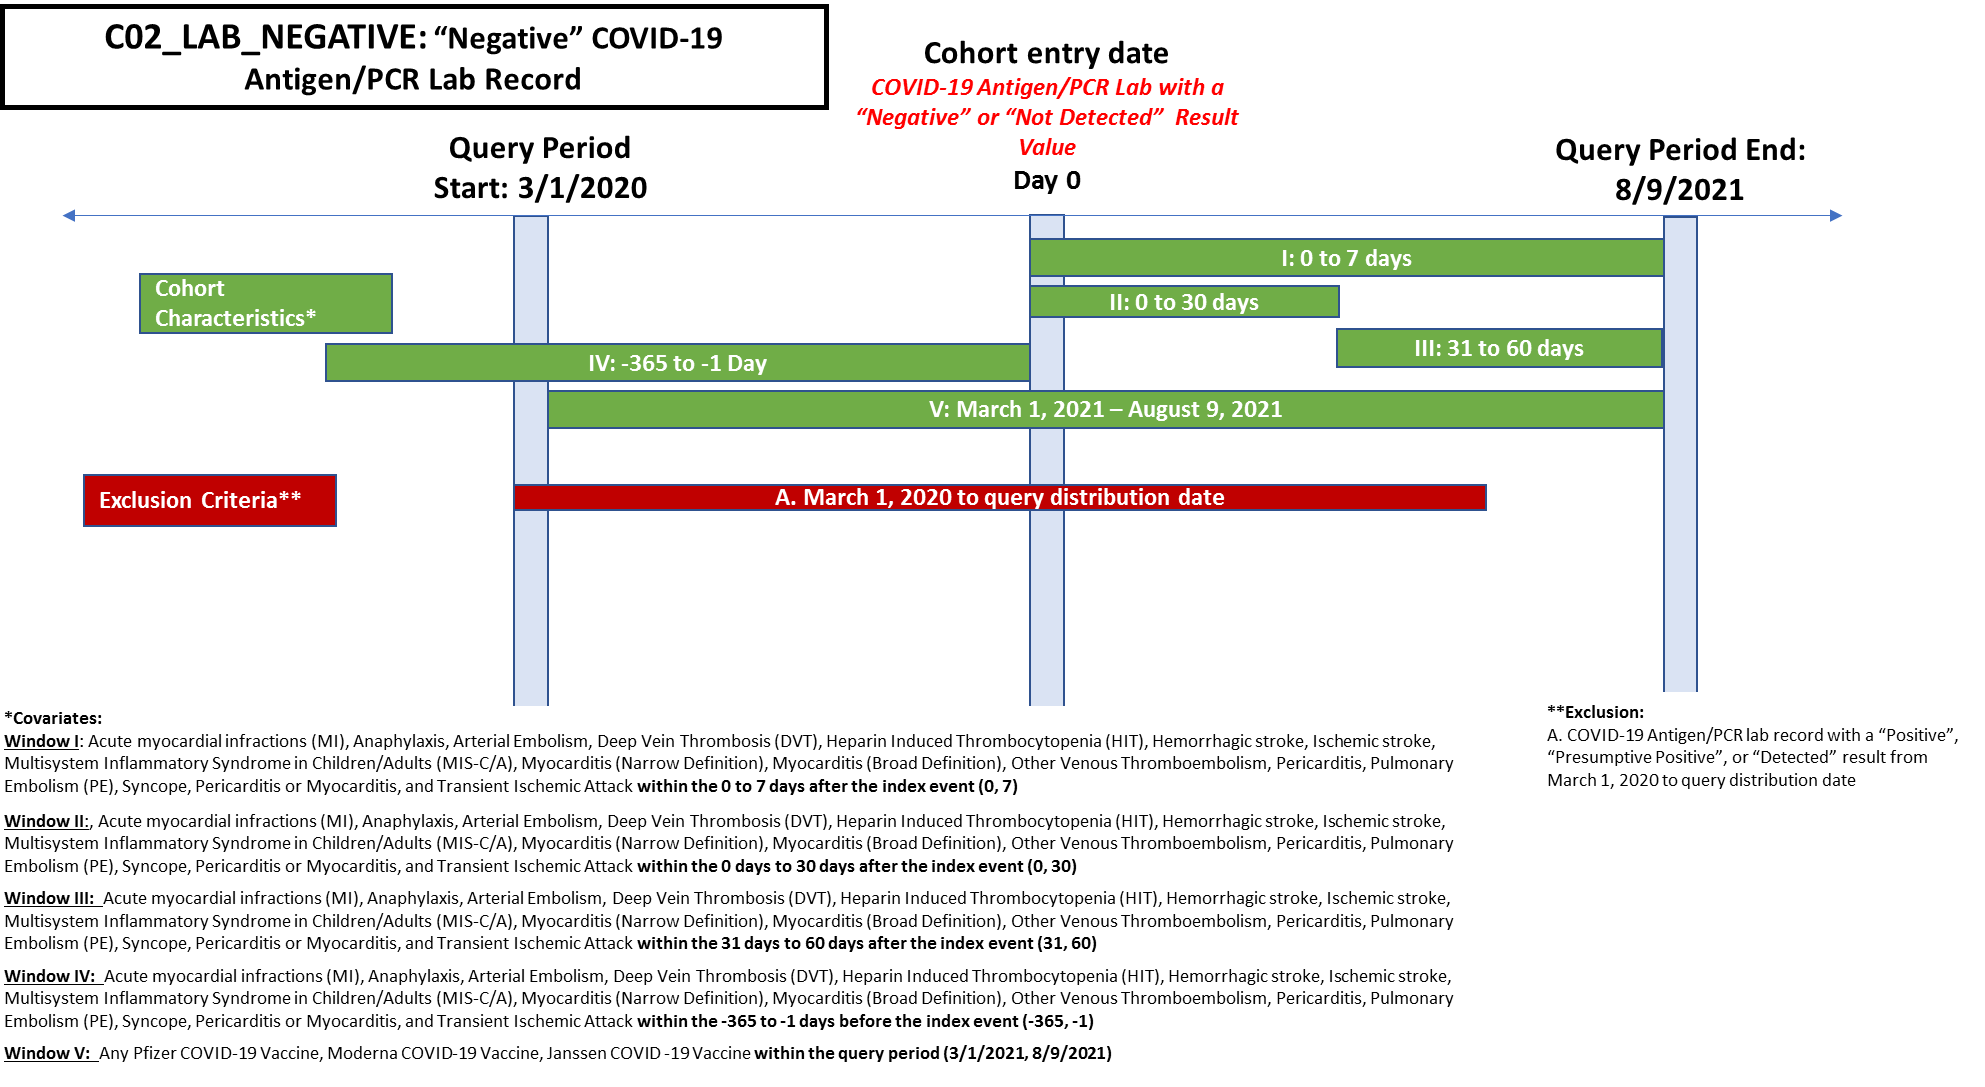 C02_LAB_NEGATIVE: “Negative” COVID-19
Antigen/PCR Lab Record
Cohort entry date
COVID-19 Antigen/PCR Lab with a
“Negative” or “Not Detected” Result
Value
Day 0
Query Period
Start: 3/1/2020
Query Period End:
8/9/2021
I: 0 to 7 days
Cohort
Characteristics*
II: 0 to 30 days
III: 31 to 60 days
IV: -365 to -1 Day
V: March 1, 2021 – August 9, 2021
Exclusion Criteria**
A. March 1, 2020 to query distribution date
*Covariates:
Window I: Acute myocardial infractions (MI), Anaphylaxis, Arterial Embolism, Deep Vein Thrombosis (DVT), Heparin Induced Thrombocytopenia (HIT), Hemorrhagic stroke, Ischemic stroke,
Multisystem Inflammatory Syndrome in Children/Adults (MIS-C/A), Myocarditis (Narrow Definition), Myocarditis (Broad Definition), Other Venous Thromboembolism, Pericarditis, Pulmonary
Embolism (PE), Syncope, Pericarditis or Myocarditis, and Transient Ischemic Attack within the 0 to 7 days after the index event (0, 7)
Window II:, Acute myocardial infractions (MI), Anaphylaxis, Arterial Embolism, Deep Vein Thrombosis (DVT), Heparin Induced Thrombocytopenia (HIT), Hemorrhagic stroke, Ischemic stroke,
Multisystem Inflammatory Syndrome in Children/Adults (MIS-C/A), Myocarditis (Narrow Definition), Myocarditis (Broad Definition), Other Venous Thromboembolism, Pericarditis, Pulmonary
Embolism (PE), Syncope, Pericarditis or Myocarditis, and Transient Ischemic Attack within the 0 days to 30 days after the index event (0, 30)
Window III: Acute myocardial infractions (MI), Anaphylaxis, Arterial Embolism, Deep Vein Thrombosis (DVT), Heparin Induced Thrombocytopenia (HIT), Hemorrhagic stroke, Ischemic stroke,
Multisystem Inflammatory Syndrome in Children/Adults (MIS-C/A), Myocarditis (Narrow Definition), Myocarditis (Broad Definition), Other Venous Thromboembolism, Pericarditis, Pulmonary
Embolism (PE), Syncope, Pericarditis or Myocarditis, and Transient Ischemic Attack within the 31 days to 60 days after the index event (31, 60)
Window IV: Acute myocardial infractions (MI), Anaphylaxis, Arterial Embolism, Deep Vein Thrombosis (DVT), Heparin Induced Thrombocytopenia (HIT), Hemorrhagic stroke, Ischemic stroke,
Multisystem Inflammatory Syndrome in Children/Adults (MIS-C/A), Myocarditis (Narrow Definition), Myocarditis (Broad Definition), Other Venous Thromboembolism, Pericarditis, Pulmonary
Embolism (PE), Syncope, Pericarditis or Myocarditis, and Transient Ischemic Attack within the -365 to -1 days before the index event (-365, -1)
Window V: Any Pfizer COVID-19 Vaccine, Moderna COVID-19 Vaccine, Janssen COVID -19 Vaccine within the query period (3/1/2021, 8/9/2021)
**Exclusion:
A. COVID-19 Antigen/PCR lab record with a “Positive”,
“Presumptive Positive”, or “Detected” result from
March 1, 2020 to query distribution date